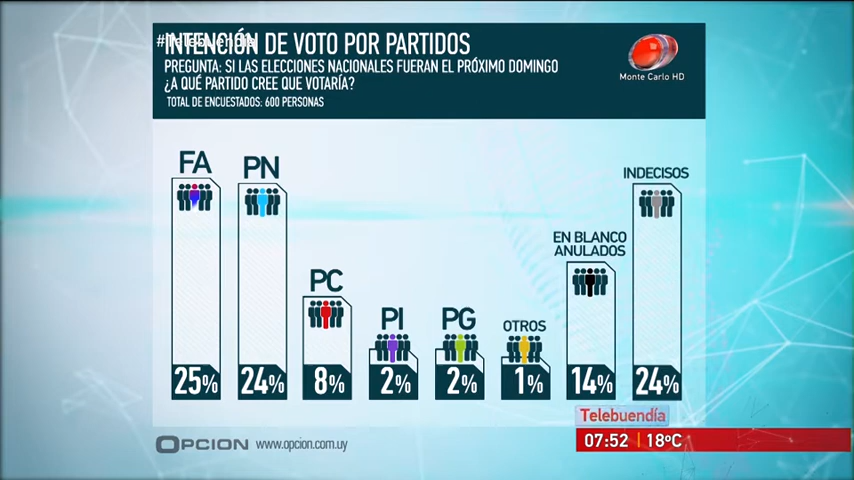 #Telebuendía
INTENCIÓN DE VOTO POR PARTIDOS
PREGUNTA: SI LAS ELECCIONES NACIONALES FUERAN EL PRÓXIMO DOMINGO
¿A QUÉ PARTIDO CREE QUE VOTARÍA?
TOTAL DE ENCUESTADOS: 600 PERSONAS
Monte Carlo HD
FA
PN
PC
PI
PG
OTROS
EN BLANCO
ANULADOS
INDECISOS
25%
24%
8%
2%
2%
1%
14%
24%
OPCION www.opcion.com.uy
Telebuendía
07:52 18ºC